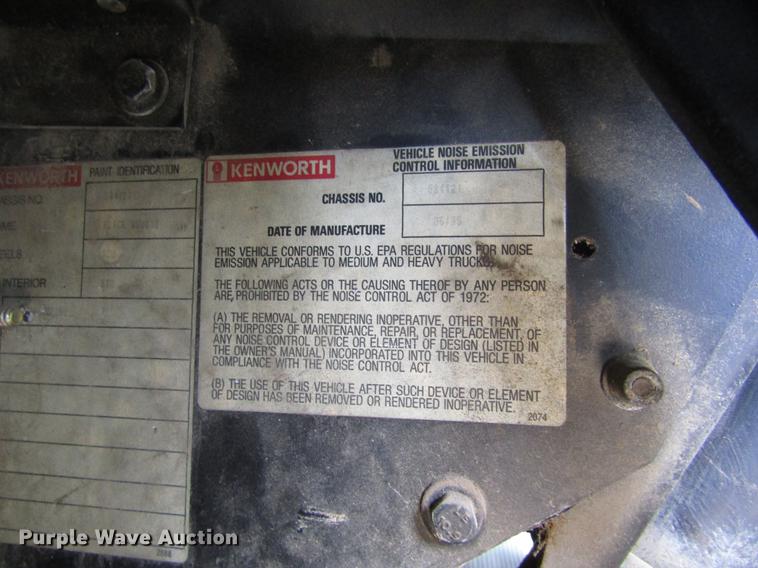 KENWORTH
PAINT IDENTIFICATION
CHASSIS NO.
INTERIOR
2886
KENWORTH
VEHICLE NOISE EMISSION
CONTROL INFORMATION
CHASSIS NO.
DATE OF MANUFACTURE
THIS VEHICLE CONFORMS TO U.S. EPA REGULATIONS FOR NOISE
EMISSION APPLICABLE TO MEDIUM AND HEAVY TRUCKS.
THE FOLLOWING ACTS OR THE CAUSING THEROF BY ANY PERSON
ARE PROHIBITED BY THE NOISE CONTROL ACT OF 1972:
(A) THE REMOVAL OR RENDERING INOPERATIVE, OTHER THAN
FOR PURPOSES OF MAINTENANCE, REPAIR, OR REPLACEMENT, OF
ANY NOISE CONTROL DEVICE OR ELEMENT OF DESIGN (LISTED IN
THE OWNER'S MANUAL) INCORPORATED INTO THIS VEHICLE IN
COMPLIANCE WITH THE NOISE CONTROL ACT.
(B) THE USE OF THIS VEHICLE AFTER SUCH DEVICE OR ELEMENT
OF DESIGN HAS BEEN REMOVED OR RENDERED INOPERATIVE.
2074
Purple Wave Auction